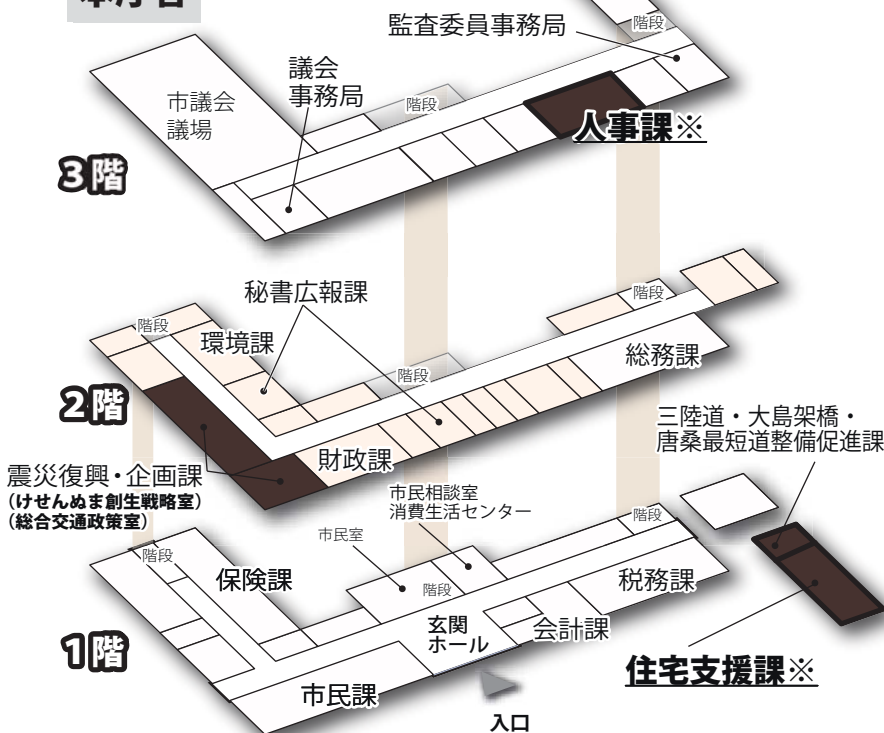 本庁舎
監査委員事務局
階段
議会
事務局
階段
市議会
議場
人事課※
3階
秘書広報課
階段
階段
環境課
総務課
階段
2階
三陸道・大島架橋・
唐桑最短道整備促進課
財政課
震災復興・企画課
(けせんぬま創生戦略室)
(総合交通政策室)
市民相談室
消費生活センター
市民室
階段
階段
保険課
階段
税務課
玄関
ホール
会計課
1階
住宅支援課※
市民課
入口